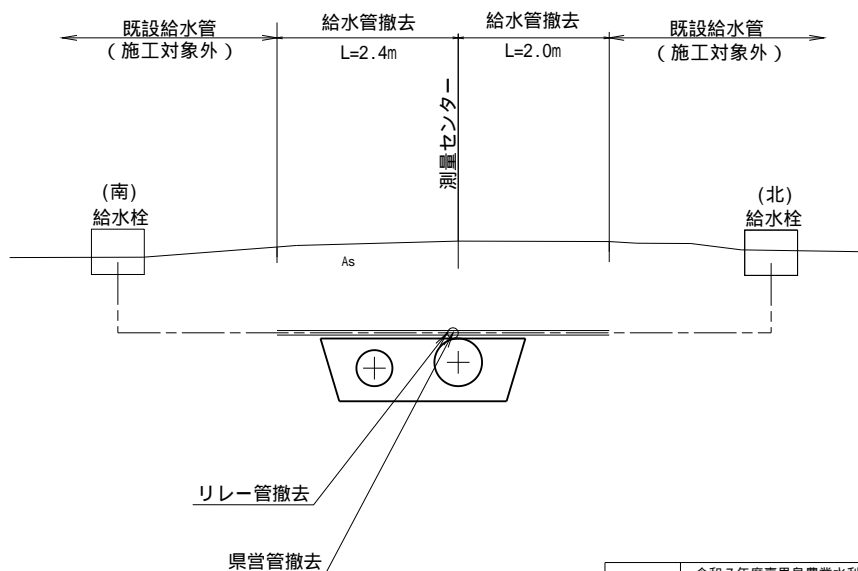 既設給水管
(施工対象外)
給水管撤去
L=2.4m
給水管撤去
L=2.0m
既設給水管
(施工対象外)
測量センター
(南)
給水栓
(北)
給水栓
As
リレー管撤去
県営管撤去